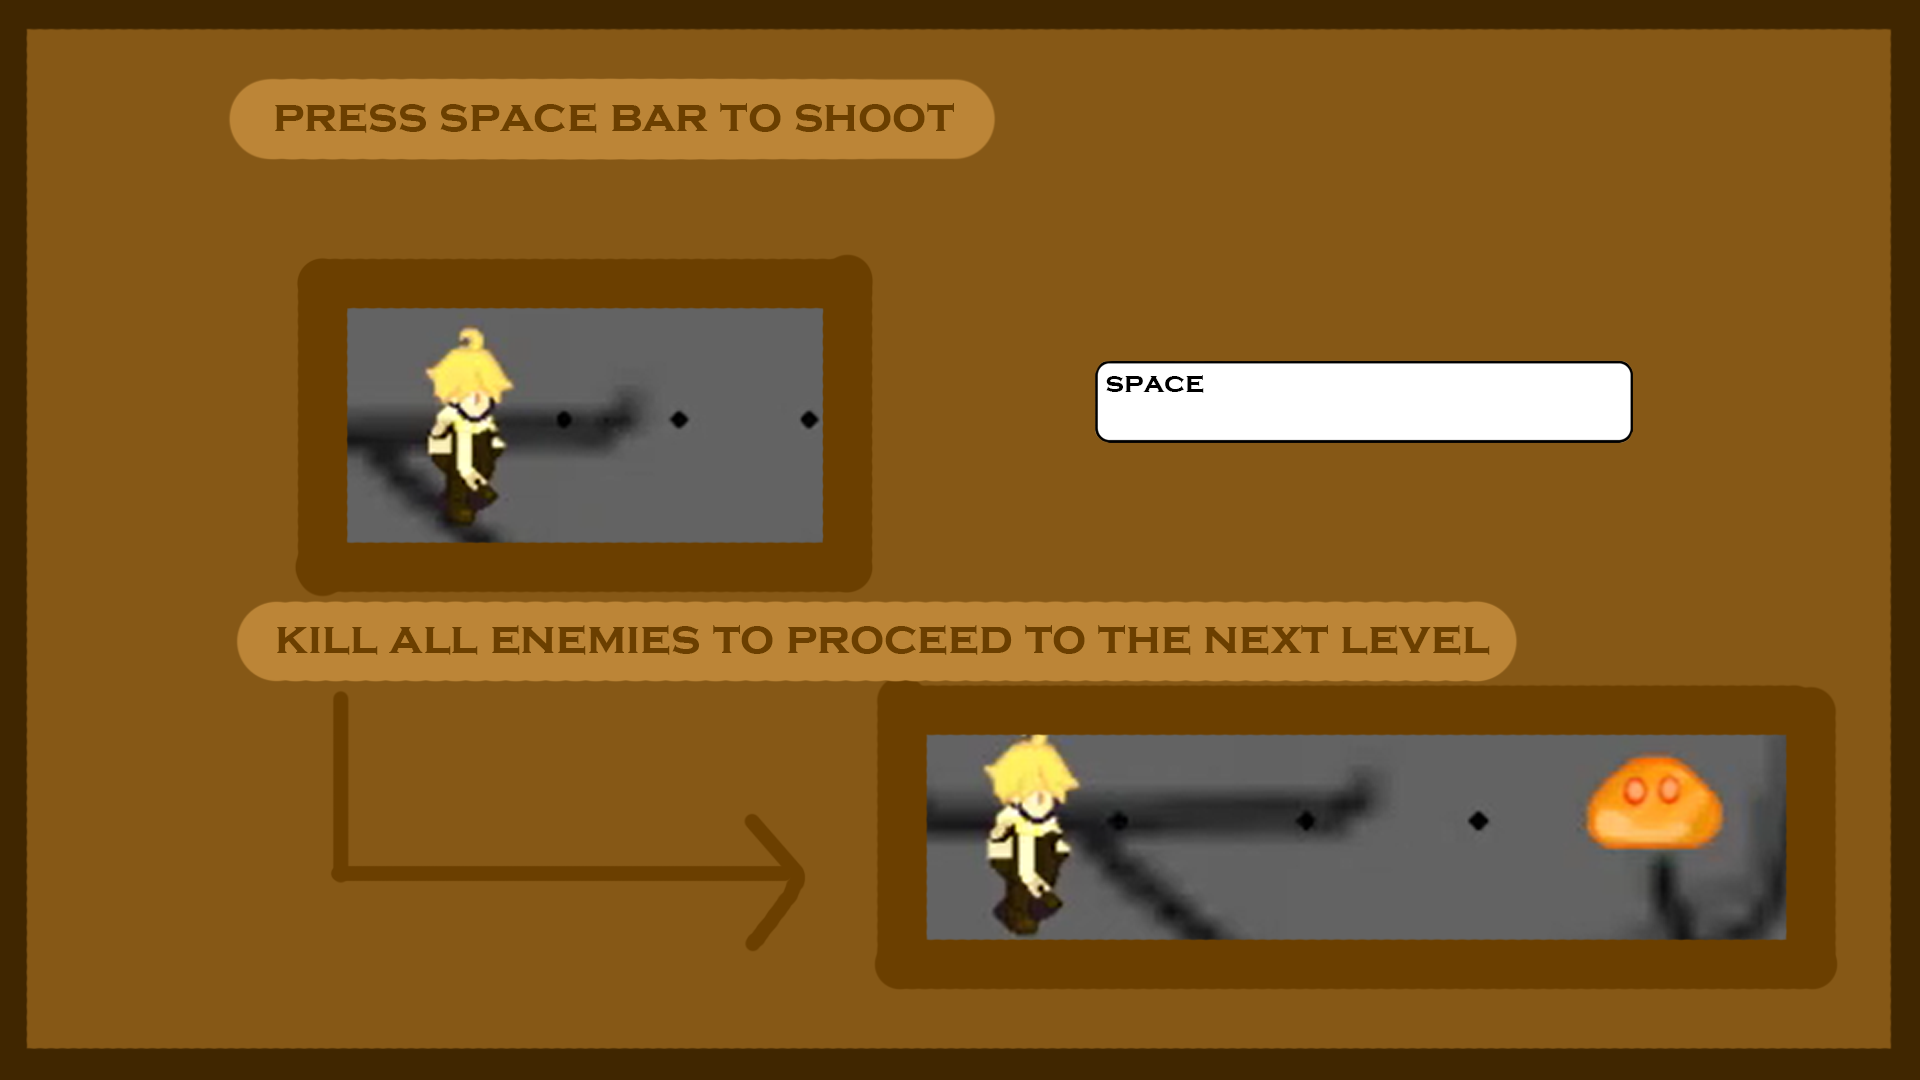 PRESS SPACE BAR TO SHOOT
SPACE
KILL ALL ENEMIES TO PROCEED TO THE NEXT LEVEL